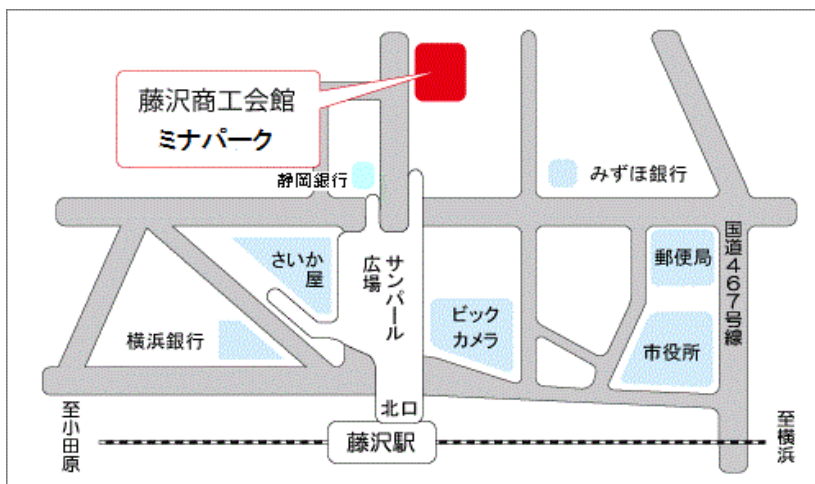 藤沢商工会館
ミナパーク
静岡銀行
みずほ銀行
さいか
屋
サンパール
広場
ビック
カメラ
郵便局
国道467号線
横浜銀行
市役所
北口
至小田原
藤沢駅
至横浜